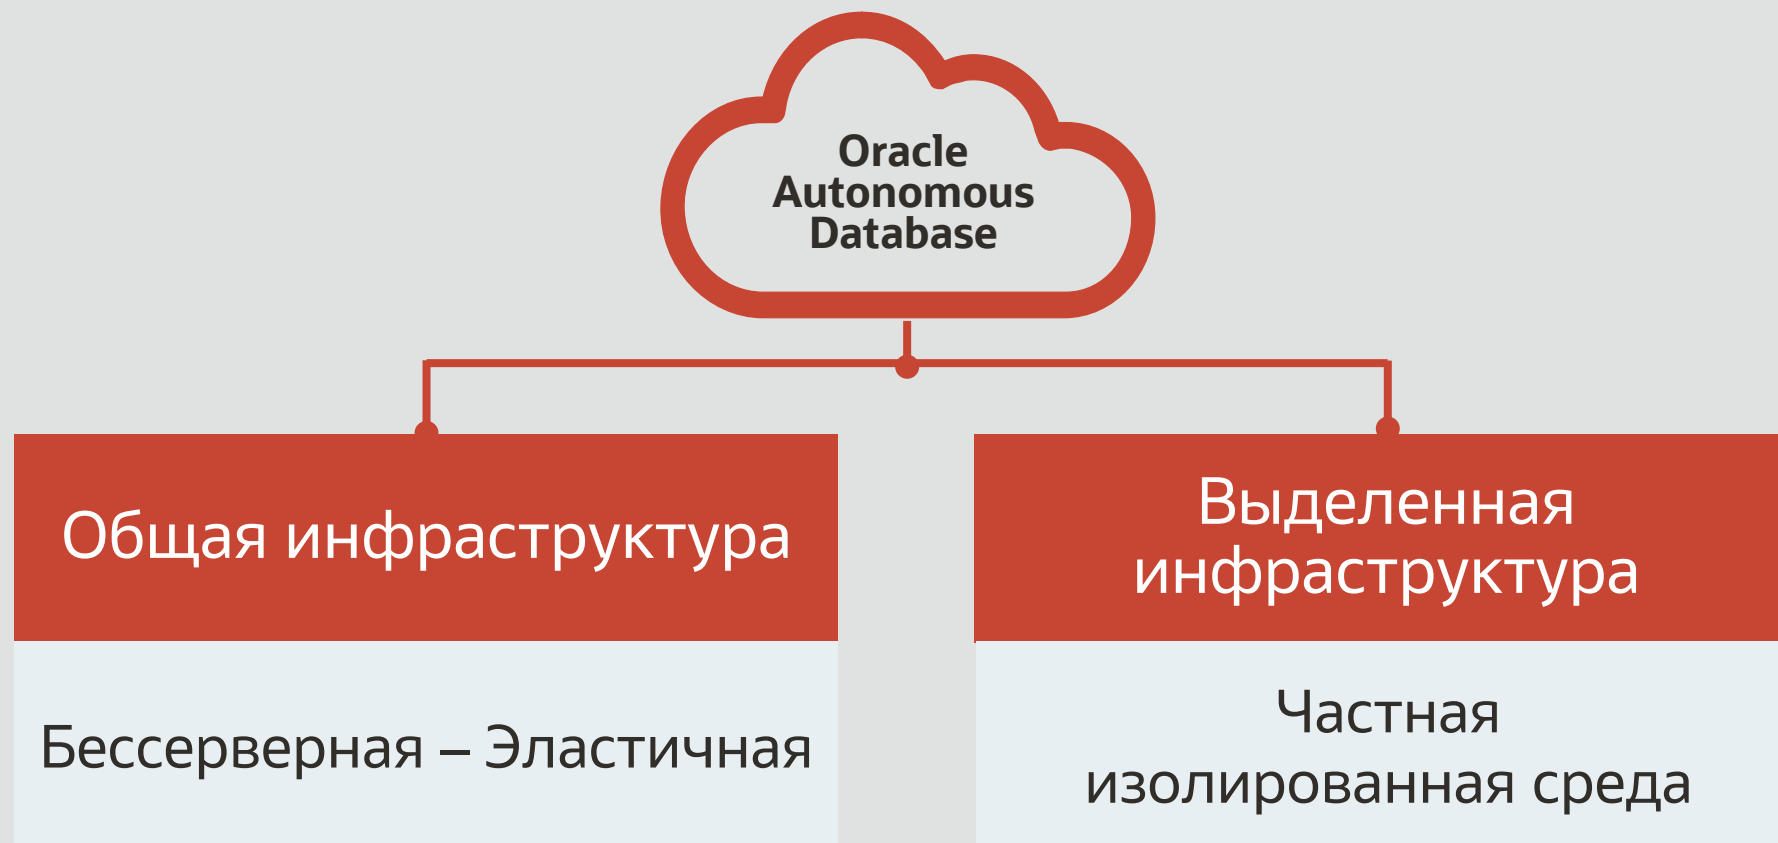 Oracle
Autonomous
Database
Общая инфраструктура
Бессерверная – Эластичная
Выделенная
инфраструктура
Частная
изолированная среда